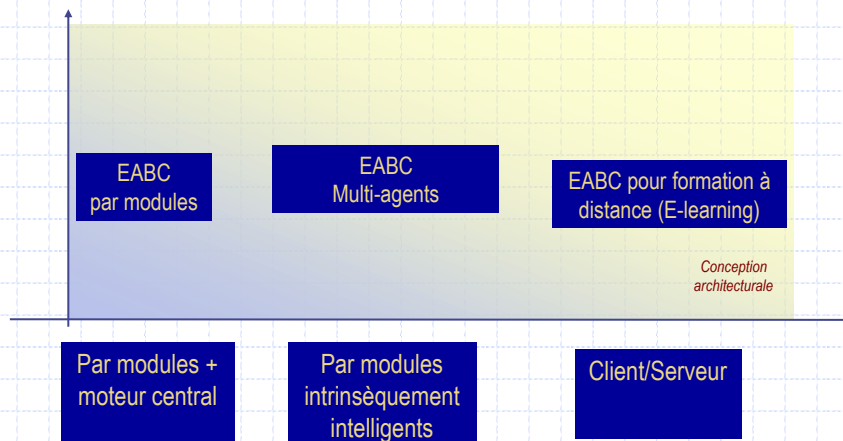 EABC
par modules
EABC
Multi-agents
EABC pour formation à
distance (E-learning)
Conception
architecturale
Par modules +
moteur central
Par modules
intrinsèquement
intelligents
Client/Serveur